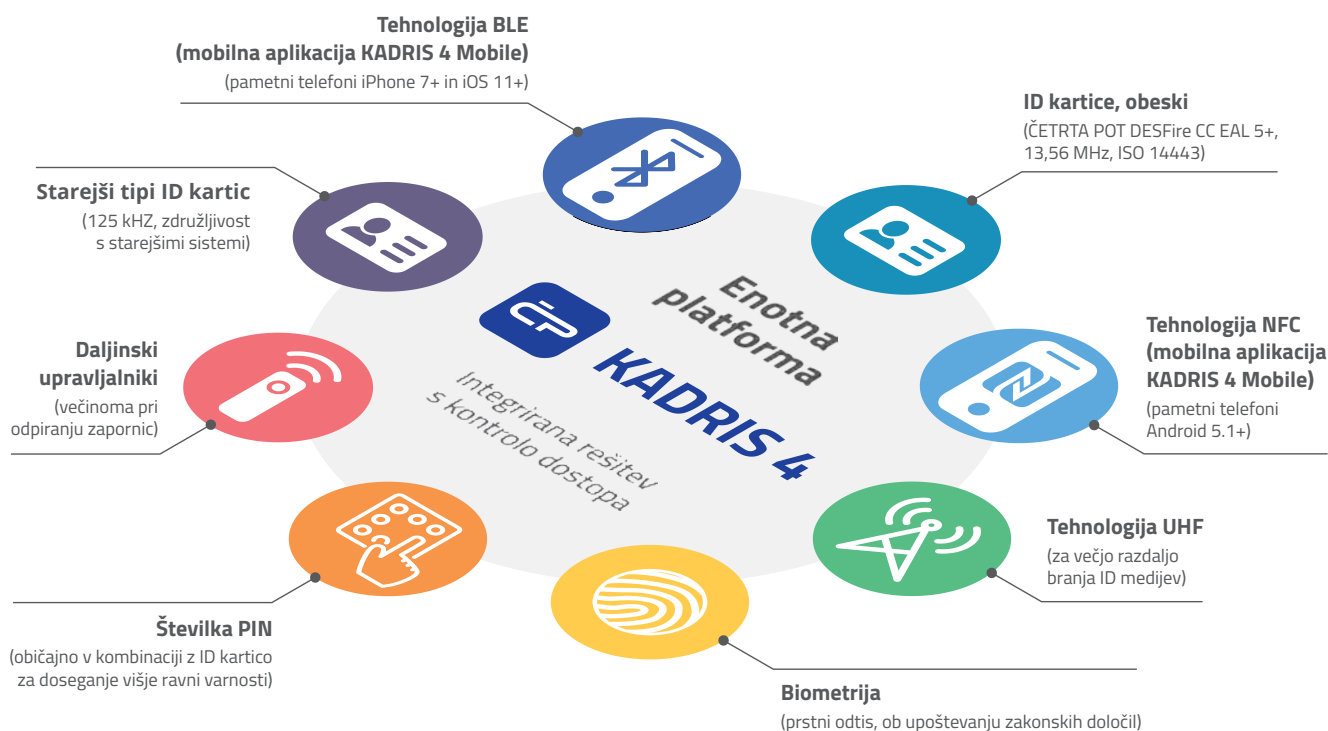 Tehnologija BLE
(mobilna aplikacija KADRIS 4 Mobile)
(pametni telefoni iPhone 7+ in iOS 11+)
ID kartice, obeski
(ČETRTA POT DESFire CC EAL 5+,
13,56 MHz, ISO 14443)
Starejši tipi ID kartic
(125 kHZ, združljivost
s starejšimi sistemi)
Enotna
platforma
KADRIS 4
Integrirana rešitev
s kontrolo dostopa
Tehnologija NFC
(mobilna aplikacija
KADRIS 4 Mobile)
(pametni telefoni
Android 5.1+)
Daljinski
upravljalniki
(večinoma pri
odpiranju zapornic)
Tehnologija UHF
(za večjo razdaljo
branja ID medijev)
Številka PIN
(običajno v kombinaciji z ID kartico
za doseganje višje ravni varnosti)
Biometrija
(prstni odtis, ob upoštevanju zakonskih določil)